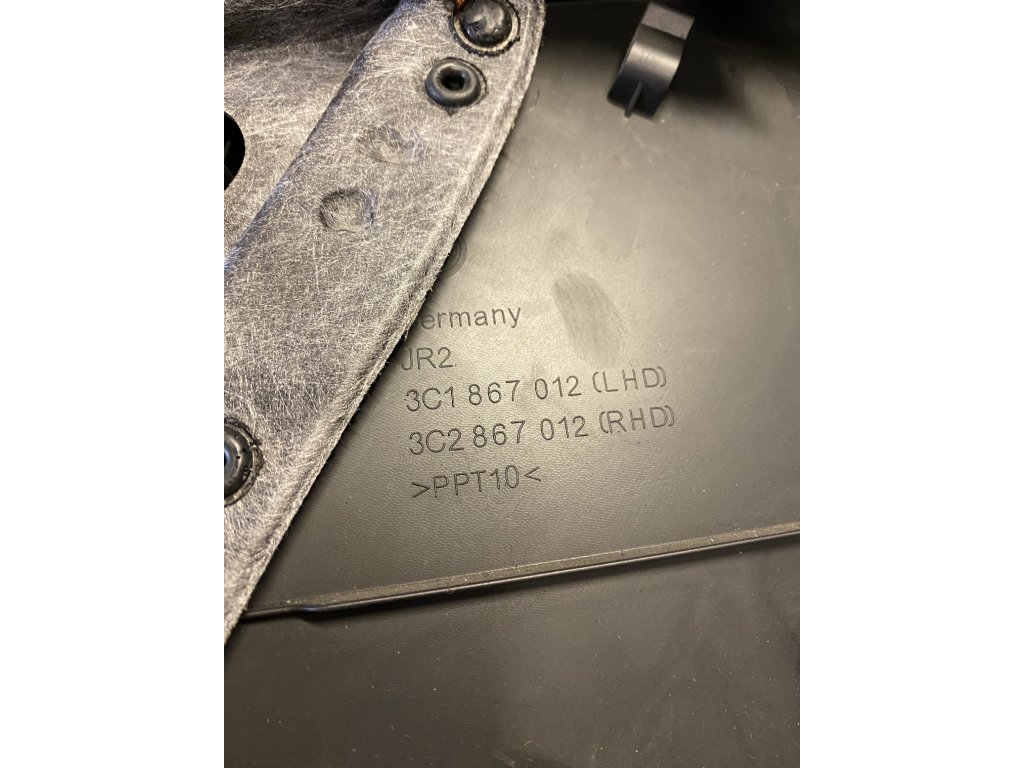 ermany
JR2
3C1 867 012 (LHD)
3C2 867 012 (RHD)
>PPT10<